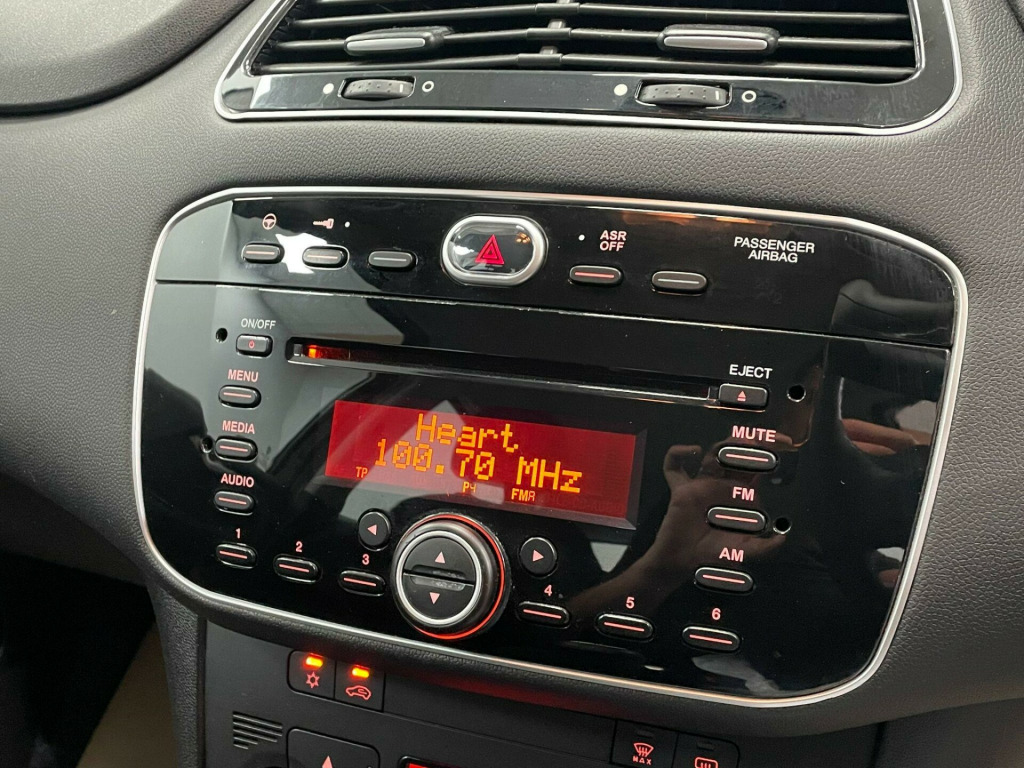 ASR
OFF
PASSENGER
AIRBAG
ON/OFF
MENU
MEDIA
AUDIO
EJECT
MUTE
FM
AM
Heart
100.70 MHz
TP
P4
FMA
1
2
3
4
5
6
MAX